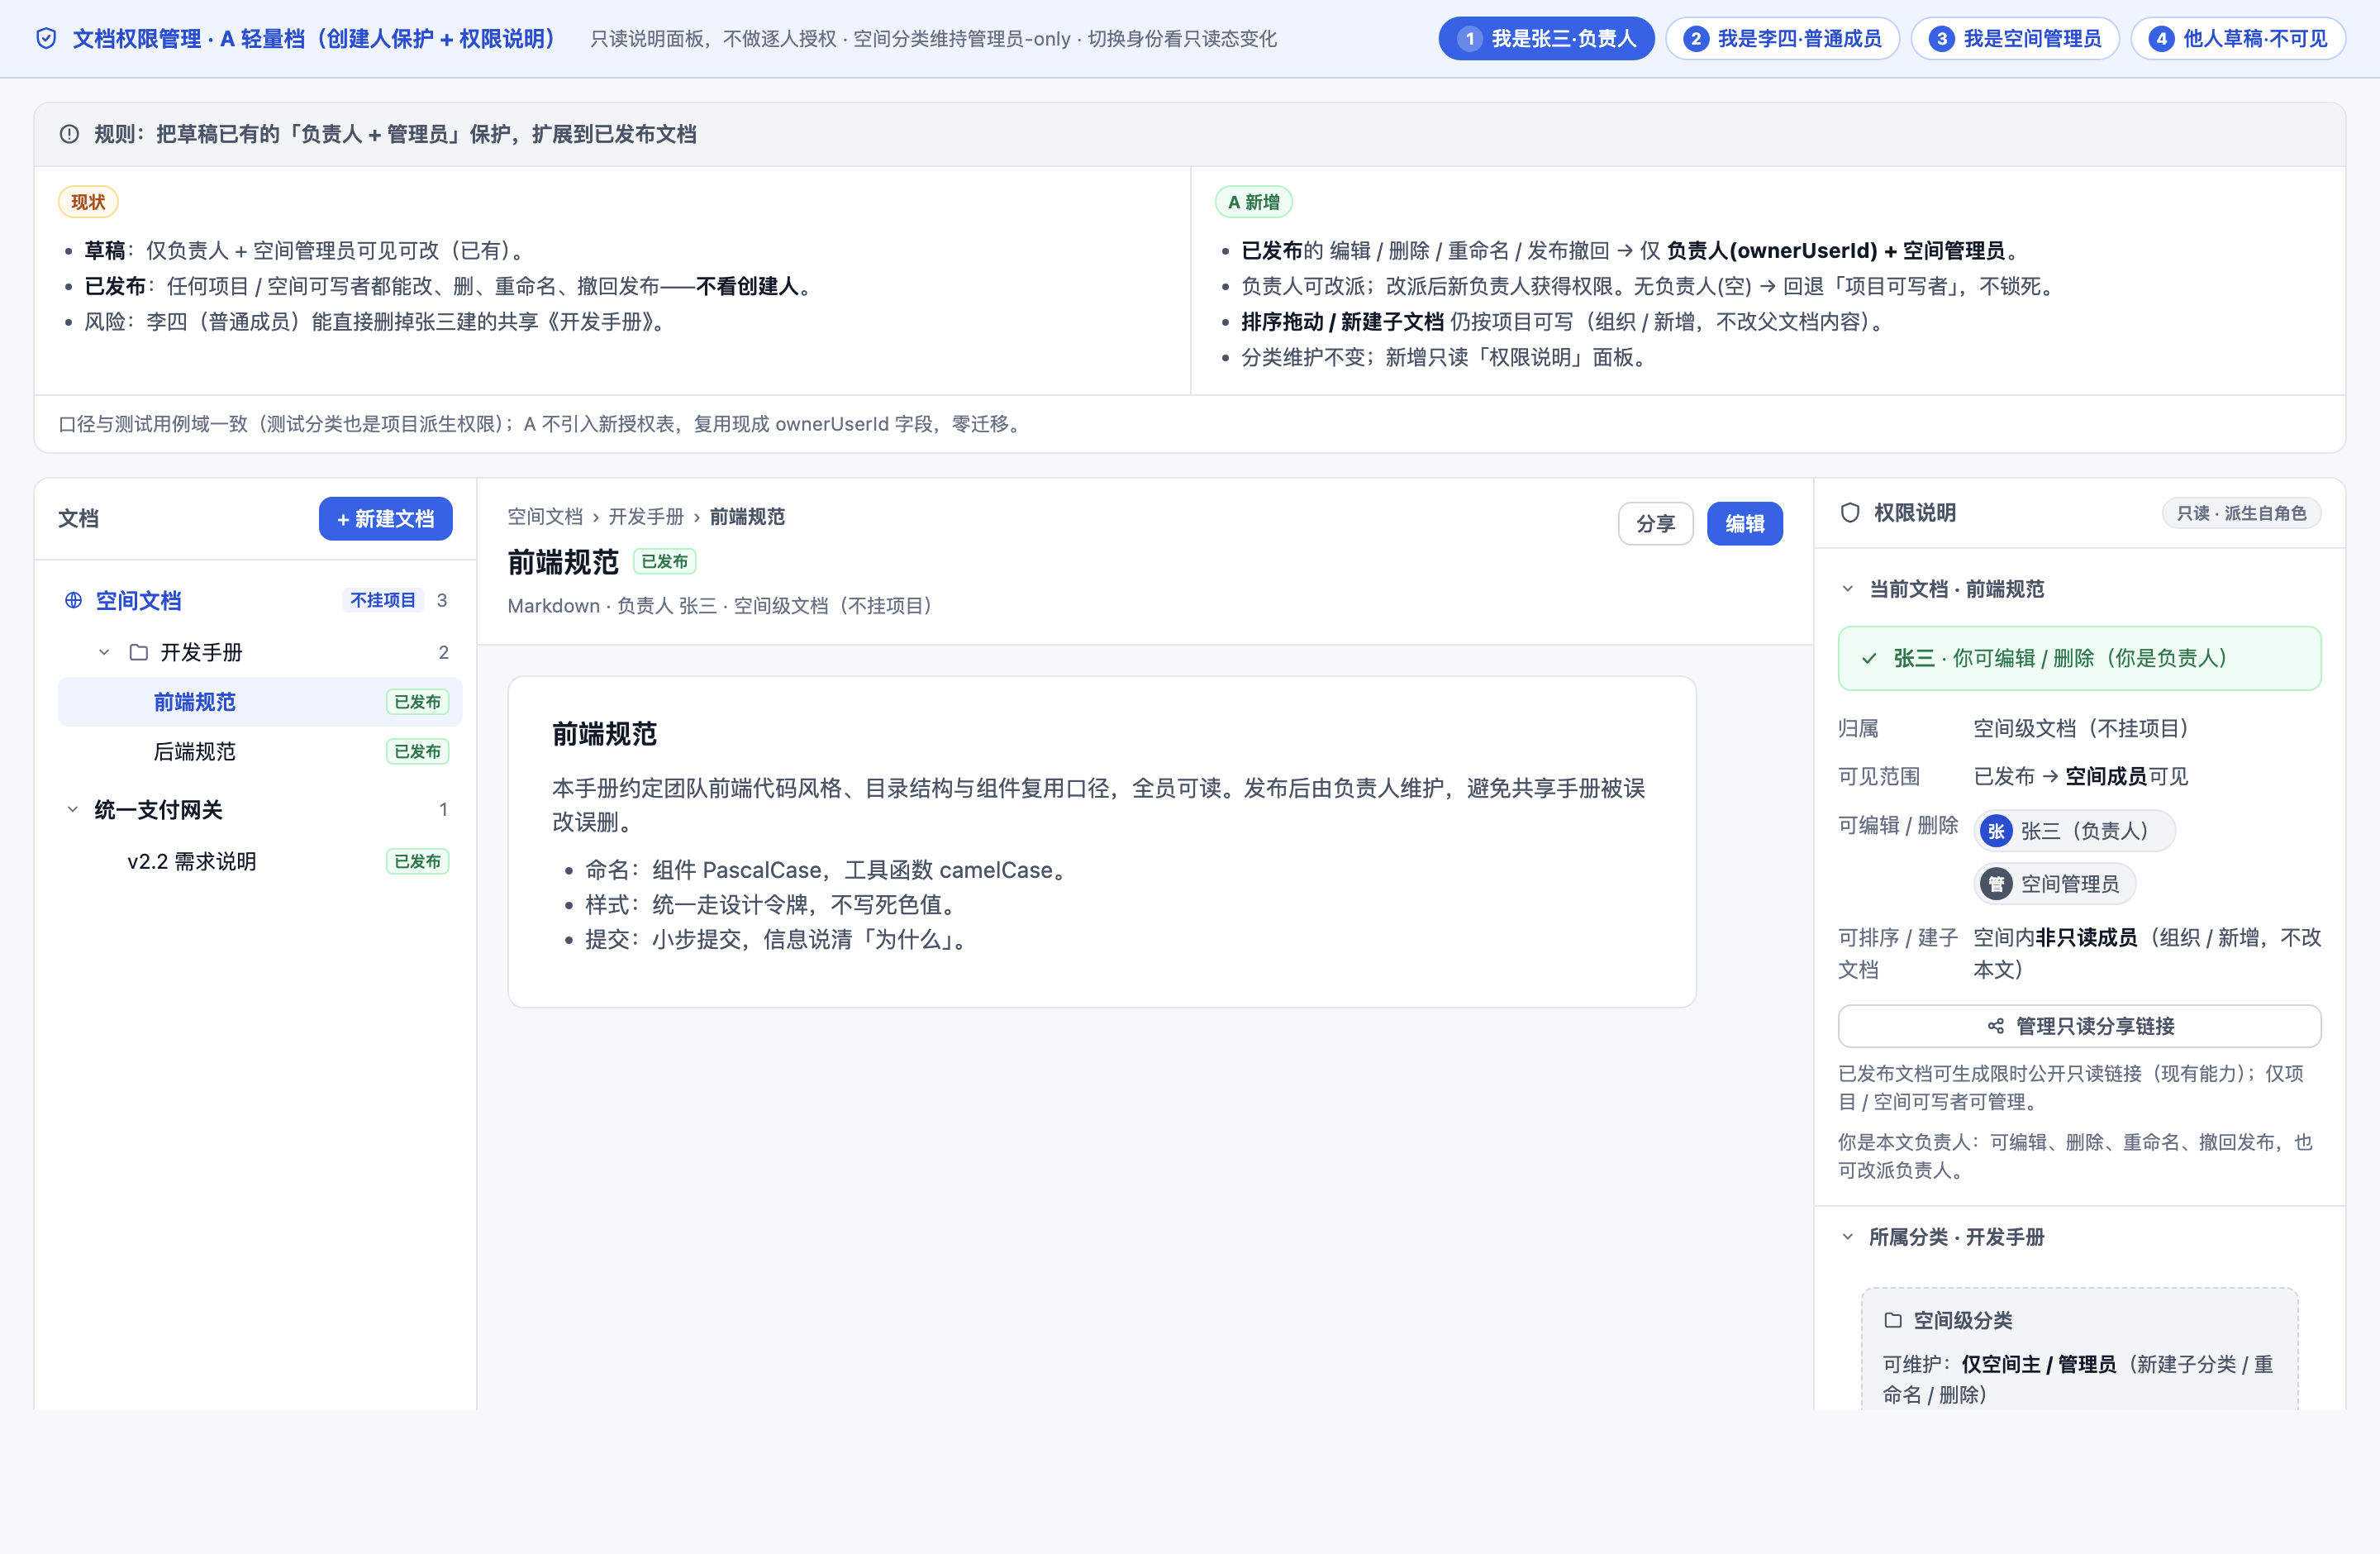 文档权限管理 · A 轻量档（创建人保护 + 权限说明）
只读说明面板，不做逐人授权 · 空间分类维持管理员-only · 切换身份看只读态变化
1 我是张三·负责人
2 我是李四·普通成员
3 我是空间管理员
4 他人草稿·不可见
规则：把草稿已有的「负责人 + 管理员」保护，扩展到已发布文档
现状
• 草稿：仅负责人 + 空间管理员可见可改（已有）。
• 已发布：任何项目 / 空间可写者都能改、删、重命名、撤回发布——不看创建人。
• 风险：李四（普通成员）能直接删掉张三建的共享《开发手册》。
A 新增
• 已发布的 编辑 / 删除 / 重命名 / 发布撤回 → 仅 负责人(ownerUserId) + 空间管理员。
• 负责人可改派；改派后新负责人获得权限。无负责人(空) → 回退「项目可写者」，不锁死。
• 排序拖动 / 新建子文档 仍按项目可写（组织 / 新增，不改父文档内容）。
• 分类维护不变；新增只读「权限说明」面板。
口径与测试用例域一致（测试分类也是项目派生权限）；A 不引入新授权表，复用现成 ownerUserId 字段，零迁移。
文档
+ 新建文档
空间文档 不挂项目 3
开发手册 2
前端规范 已发布
后端规范 已发布
统一支付网关 1
v2.2 需求说明 已发布
空间文档 › 开发手册 › 前端规范
分享
编辑
前端规范 已发布
Markdown · 负责人 张三 · 空间级文档（不挂项目）
前端规范
本手册约定团队前端代码风格、目录结构与组件复用口径，全员可读。发布后由负责人维护，避免共享手册被误
改误删。
• 命名：组件 PascalCase，工具函数 camelCase。
• 样式：统一走设计令牌，不写死色值。
• 提交：小步提交，信息说清「为什么」。
权限说明
只读 · 派生自角色
当前文档 · 前端规范
张三 · 你可编辑 / 删除（你是负责人）
归属 空间级文档（不挂项目）
可见范围 已发布 → 空间成员可见
可编辑 / 删除 张 张三（负责人）
管 空间管理员
可排序 / 建子 空间内非只读成员（组织 / 新增，不改
文档 本文）
管理只读分享链接
已发布文档可生成限时公开只读链接（现有能力）；仅项
目 / 空间可写者可管理。
你是本文负责人：可编辑、删除、重命名、撤回发布，也
可改派负责人。
所属分类 · 开发手册
空间级分类
可维护：仅空间主 / 管理员（新建子分类 / 重
命名 / 删除）